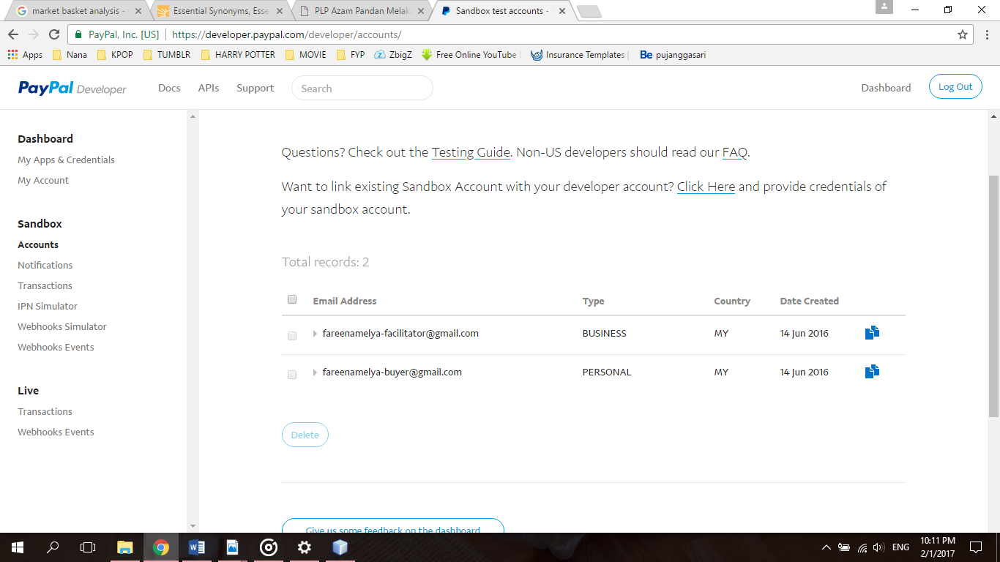 market basket analysis -
Essential Synonyms, Esse
PLP Azam Pandan Melak
Sandbox test accounts -
PayPal, Inc. [US]
https://developer.paypal.com/developer/accounts/
Apps
Nana
KPOP
TUMBLR
HARRY POTTER
MOVIE
FYP
ZbigZ
Free Online YouTube
Insurance Templates
Be pujanggasari
PayPal Developer
Docs
APIs
Support
Search
Dashboard
Log Out
Dashboard
My Apps & Credentials
My Account
Sandbox
Accounts
Notifications
Transactions
IPN Simulator
Webhooks Simulator
Webhooks Events
Live
Transactions
Webhooks Events
Questions? Check out the Testing Guide. Non-US developers should read our FAQ.
Want to link existing Sandbox Account with your developer account? Click Here and provide credentials of
your sandbox account.
Total records: 2
Email Address Type Country Date Created
fareenamelya-facilitator@gmail.com BUSINESS MY 14 Jun 2016
fareenamelya-buyer@gmail.com PERSONAL MY 14 Jun 2016
Delete
Give us some feedback on the dashboard
ENG
10:11 PM
2/1/2017